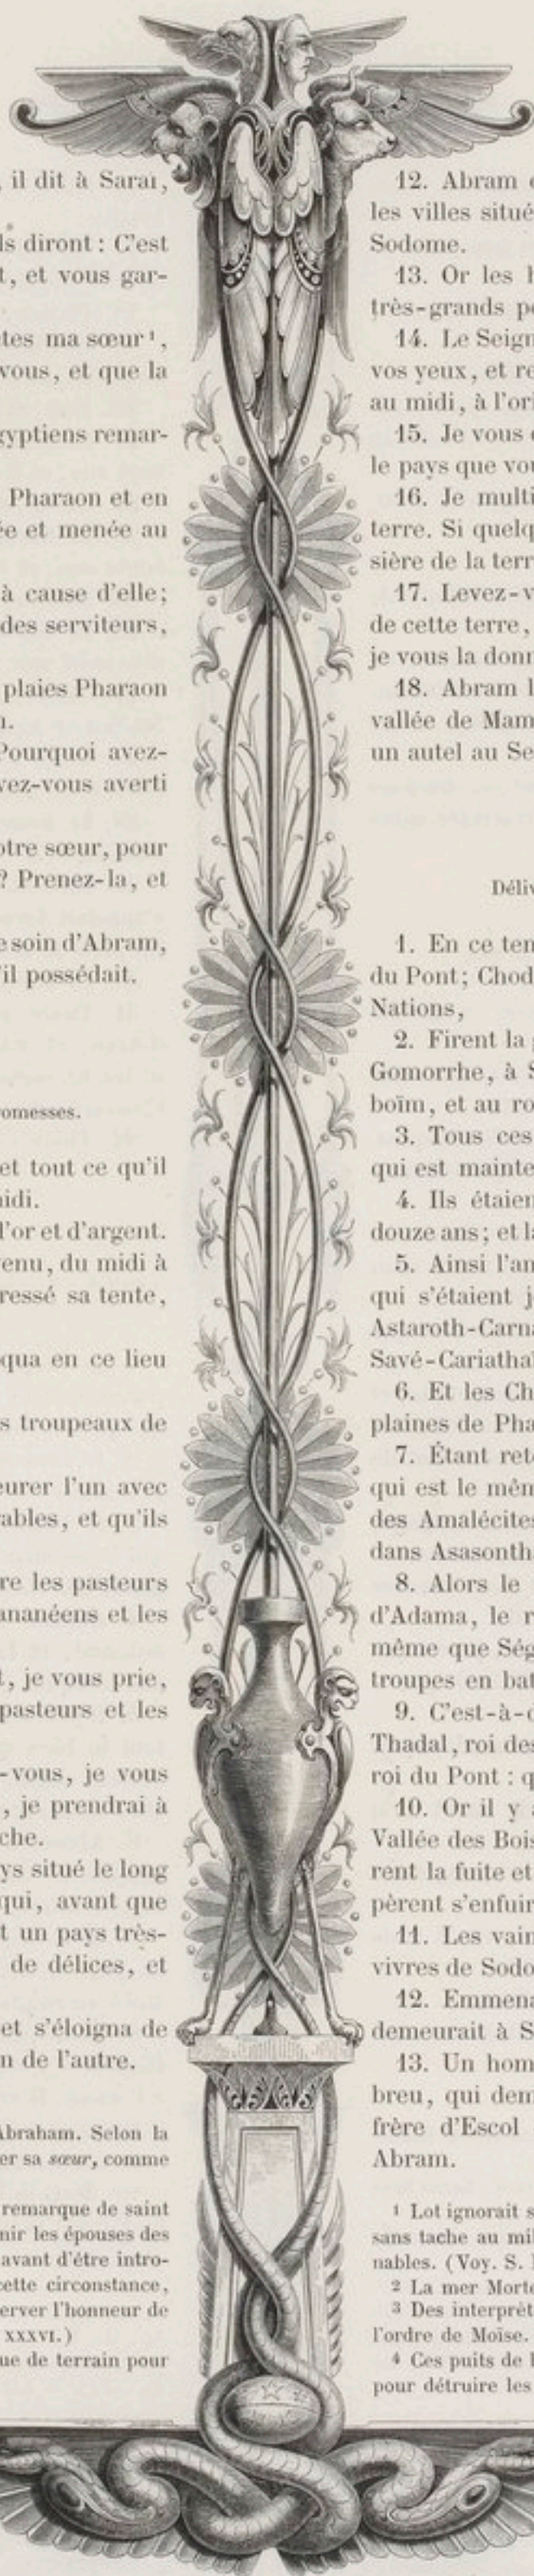 , il dit à Saraï,
ls diront : C'est
t, et vous gar-
tes ma sœur ¹,
vous, et que la
gyptiens remar-
Pharaon et en
ée et menée au
à cause d'elle;
des serviteurs,
plaies Pharaon
Pourquoi avez-
vez-vous averti
otre sœur, pour
? Prenez-la, et
e soin d'Abram,
'il possédait.
romesses.
et tout ce qu'il
nidi.
l'or et d'argent.
venu, du midi à
ressé sa tente,
qua en ce lieu
s troupeaux de
eurer l'un avec
rables, et qu'ils
re les pasteurs
ananéens et les
t, je vous prie,
pasteurs et les
-vous, je vous
, je prendrai à
che.
ys situé le long
qui, avant que
t un pays très-
de délices, et
et s'éloigna de
n de l'autre.
Abraham. Selon la
er sa sœur, comme
remarque de saint
nir les épouses des
avant d'être intro-
cette circonstance,
erver l'honneur de
XXXVI.)
ue de terrain pour
12. Abram
les villes situé
Sodome.
13. Or les h
très-grands p
14. Le Seign
vos yeux, et re
au midi, à l'ori
15. Je vous
le pays que vou
16. Je multi
terre. Si quelq
sière de la terr
17. Levez-v
de cette terre,
je vous la donn
18. Abram l
vallée de Mam
un autel au Se
Déliv
1. En ce ten
du Pont; Chod
Nations,
2. Firent la
Gomorrhe, à S
boïm, et au ro
3. Tous ces
qui est mainte
4. Ils étaien
douze ans; et la
5. Ainsi l'an
qui s'étaient j
Astaroth-Carna
Savé-Cariathaï
6. Et les Ch
plaines de Pha
7. Étant ret
qui est le mên
des Amalécites
dans Asasonth
8. Alors le
d'Adama, le r
même que Ség
troupes en bat
9. C'est-à-d
Thadal, roi des
roi du Pont : q
10. Or il y a
Vallée des Bois
rent la fuite et
pèrent s'enfuir
11. Les vain
vivres de Sodo
12. Emmena
demeurait à S
13. Un hom
breu, qui dem
frère d'Escol
Abram.
1 Lot ignorait s
sans tache au mil
nables. (Voy. S.
2 La mer Morte
3 Des interprèt
l'ordre de Moïse.
4 Ces puits de
pour détruire les